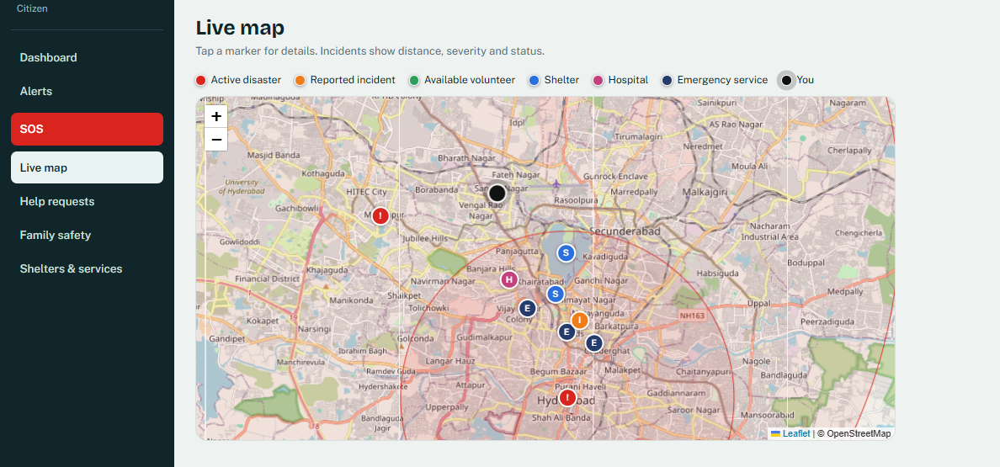 Citizen
Dashboard
Alerts
SOS
Live map
Help requests
Family safety
Shelters & services
Live map
Tap a marker for details. Incidents show distance, severity and status.
Active disaster
Reported incident
Available volunteer
Shelter
Hospital
Emergency service
You
+
−
Sainikpuri
Nagaram
Idpl
AS Rao Nagar
Tirumalagiri
Neredmet
Cherlapally
Masjid Banda
Bharath Nagar
Moula Ali
Kothaguda
Fateh Nagar
Gunrock Enclave
University
of Hyderabad
HITEC City
Borabanda
Marredpally
Malkajgiri
Gachibowli
Vengal Rao
Nagar
Rasoolpura
!
Secunderabad
Nacharam
Industrial Area
Chengicherla
Gowlidoddi
Jubilee Hills
Panjagutta
S
Kavadiguda
Boduppal
Khajaguda
Banjara Hills
Financial District
Navirman Nagar
H
Khairatabad
Ganchi Nagar
Habsiguda
Medpally
Manikonda
Shaikpet
S
Uppal
Tolichowki
Vijay
Colony
E
NH163
Kokapet
Narsingi
I
Barkatpura
Peerzadiguda
E
Gandipet
Ibrahim Bagh
Golconda
Gudimalkapur
E
Manchirevula
Langar Hauz
Nagole
Ramdev Guda
Begum Bazaar
Malakpet
Chaitanyapuri
Bandlaguda
Attapur
Purani Haveli
Gaddiannaram
!
Upperpally
Saroor Nagar
Mansoorabad
Bandlaguda
Jagir
Shah Ali Banda
Leaflet | © OpenStreetMap